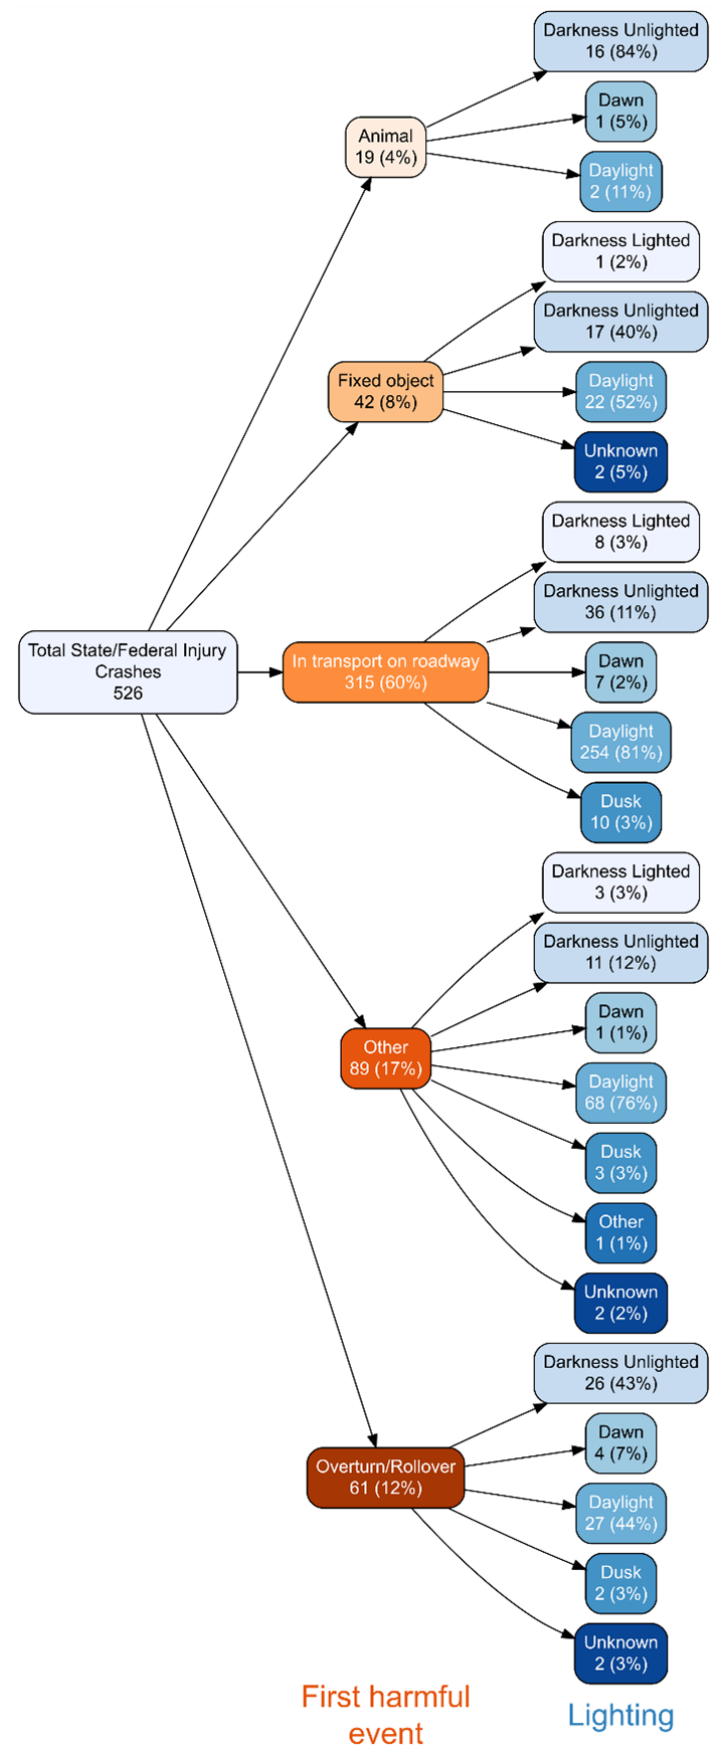 Darkness Unlighted
16 (84%)
Dawn
1 (5%)
Animal
19 (4%)
Daylight
2 (11%)
Darkness Lighted
1 (2%)
Darkness Unlighted
17 (40%)
Fixed object
42 (8%)
Daylight
22 (52%)
Unknown
2 (5%)
Darkness Lighted
8 (3%)
Darkness Unlighted
36 (11%)
Total State/Federal Injury
Crashes
526
In transport on roadway
315 (60%)
Dawn
7 (2%)
Daylight
254 (81%)
Dusk
10 (3%)
Darkness Lighted
3 (3%)
Darkness Unlighted
11 (12%)
Dawn
1 (1%)
Other
89 (17%)
Daylight
68 (76%)
Dusk
3 (3%)
Other
1 (1%)
Unknown
2 (2%)
Darkness Unlighted
26 (43%)
Dawn
4 (7%)
Overturn/Rollover
61 (12%)
Daylight
27 (44%)
Dusk
2 (3%)
Unknown
2 (3%)
First harmful
event
Lighting